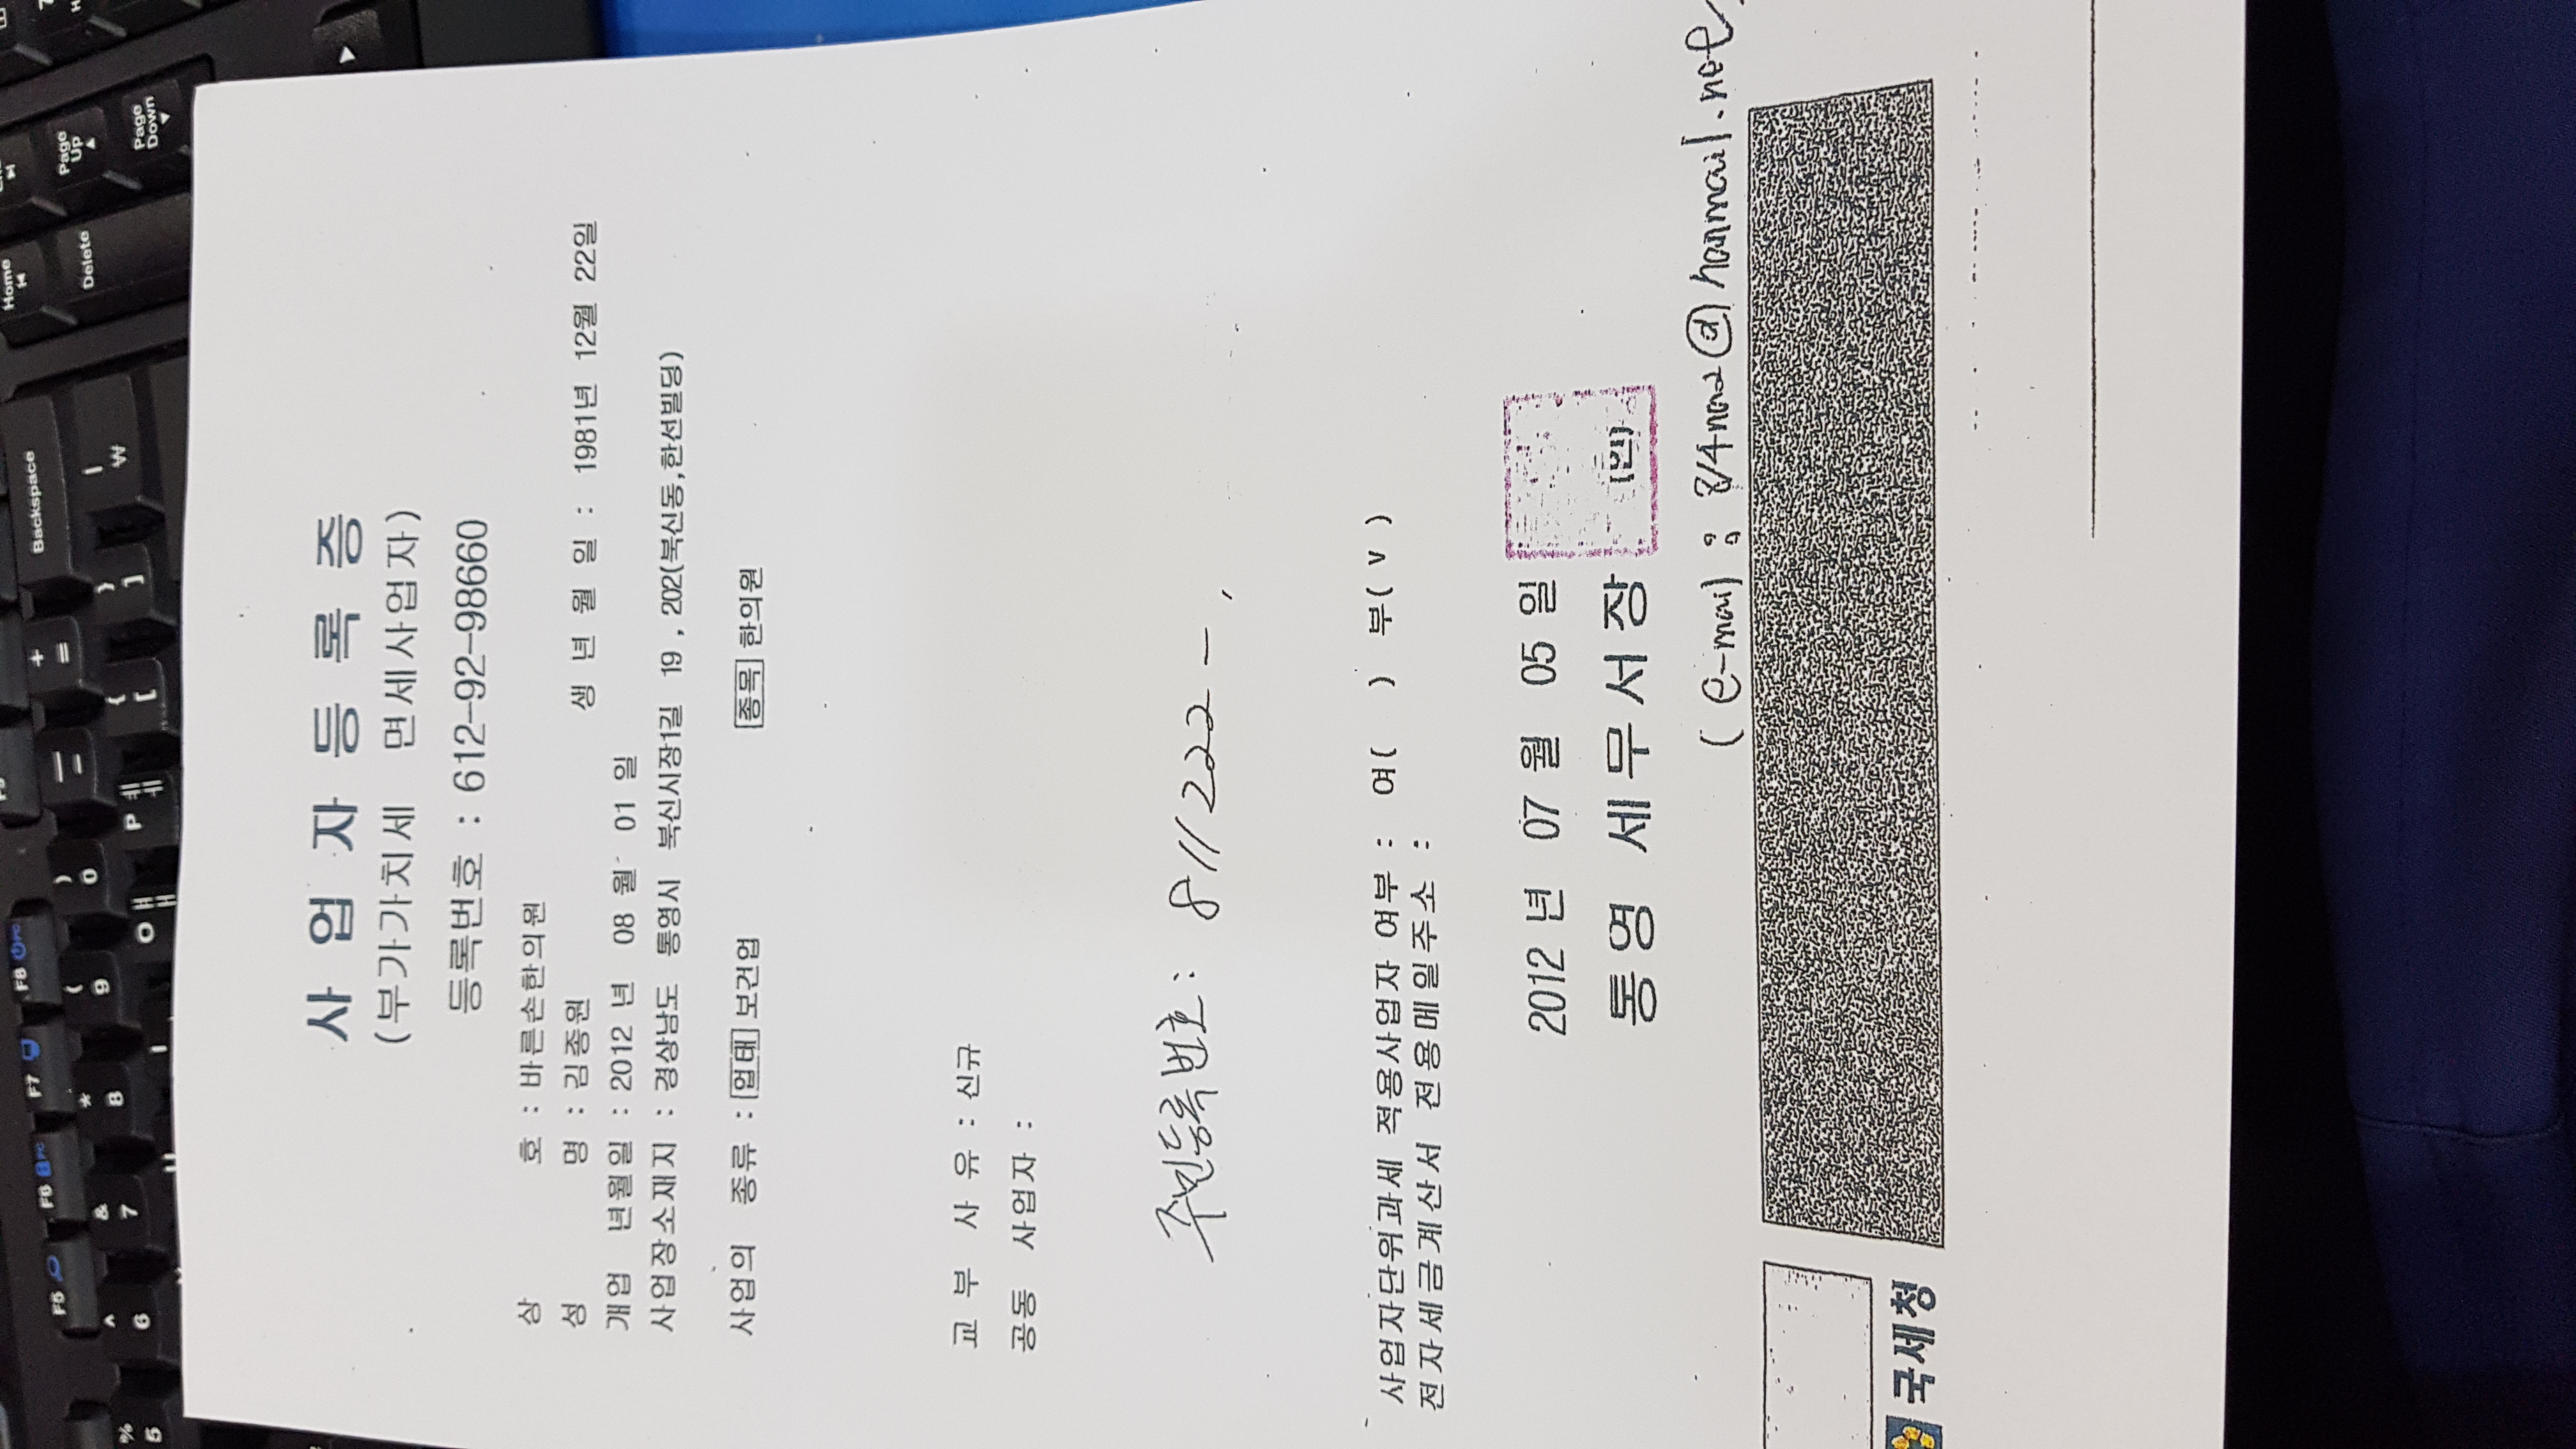 F5 F6 PC F7 F8 PC
% 5 ^ 6 & 7 * 8 ( 9 ) 0 — – + = Backspace Home Delete Page Up
O ㅐ ㅒ P ㅔ ㅖ { [ } ] | ₩ Page Down
사업자등록증
(부가가치세 면세사업자)
등록번호 : 612-92-98660
상 호 : 바른손한의원
성 명 : 김종원 생 년 월 일 : 1981년 12월 22일
개업 년월일 : 2012 년 08 월 01 일
사업장소재지 : 경상남도 통영시 북신시장1길 19 , 202(북신동,한선빌딩)
사업의 종류 : 업태 보건업 종목 한의원
교 부 사 유 : 신규
공동 사업자 :
주민등록번호: 811222 -
사업자단위과세 적용사업자 여부 : 여( ) 부( v )
전자세금계산서 전용메일주소 :
2012 년 07 월 05 일
통영 세무서장 (인)
(e-mail) : @hanmail.net
국세청